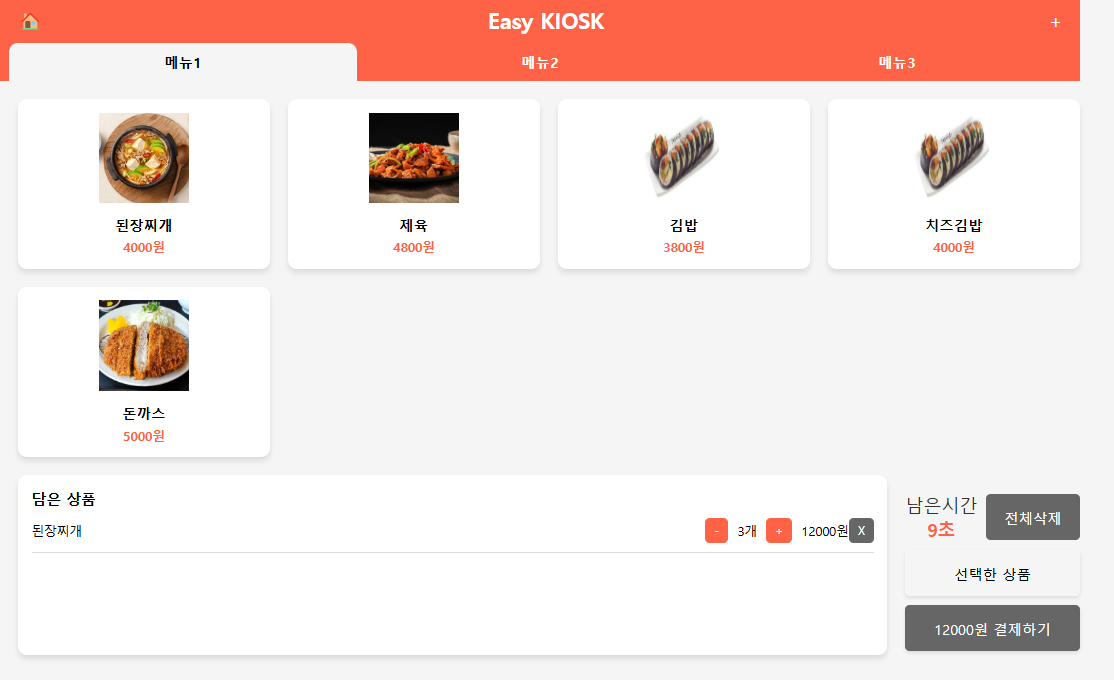 Easy KIOSK
+
메뉴1
메뉴2
메뉴3
된장찌개
4000원
제육
4800원
김밥
3800원
치즈김밥
4000원
돈까스
5000원
담은 상품
된장찌개
-
3개
+
12000원
X
남은시간
9초
전체삭제
선택한 상품
12000원 결제하기